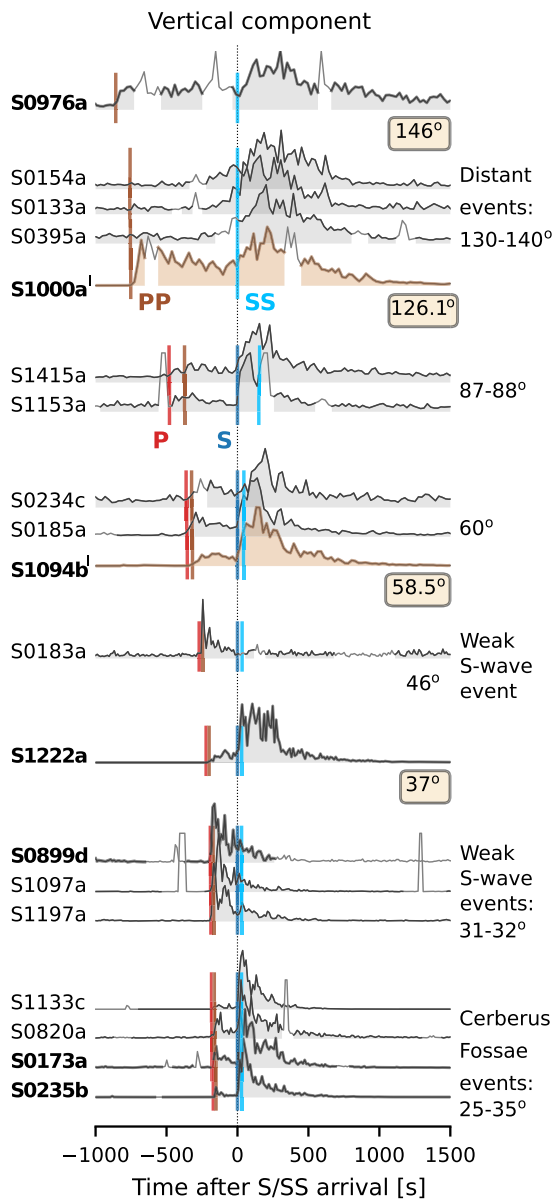 Vertical component
S0976a
146°
S0154a
Distant
S0133a
events:
S0395a
130-140°
S1000a^I
PP
SS
126.1°
S1415a
87-88°
S1153a
P
S
S0234c
S0185a
60°
S1094b^I
58.5°
S0183a
Weak
S-wave
46°
event
S1222a
37°
S0899d
Weak
S1097a
S-wave
events:
S1197a
31-32°
S1133c
Cerberus
S0820a
Fossae
S0173a
events:
S0235b
25-35°
−1000 −500 0 500 1000 1500
Time after S/SS arrival [s]